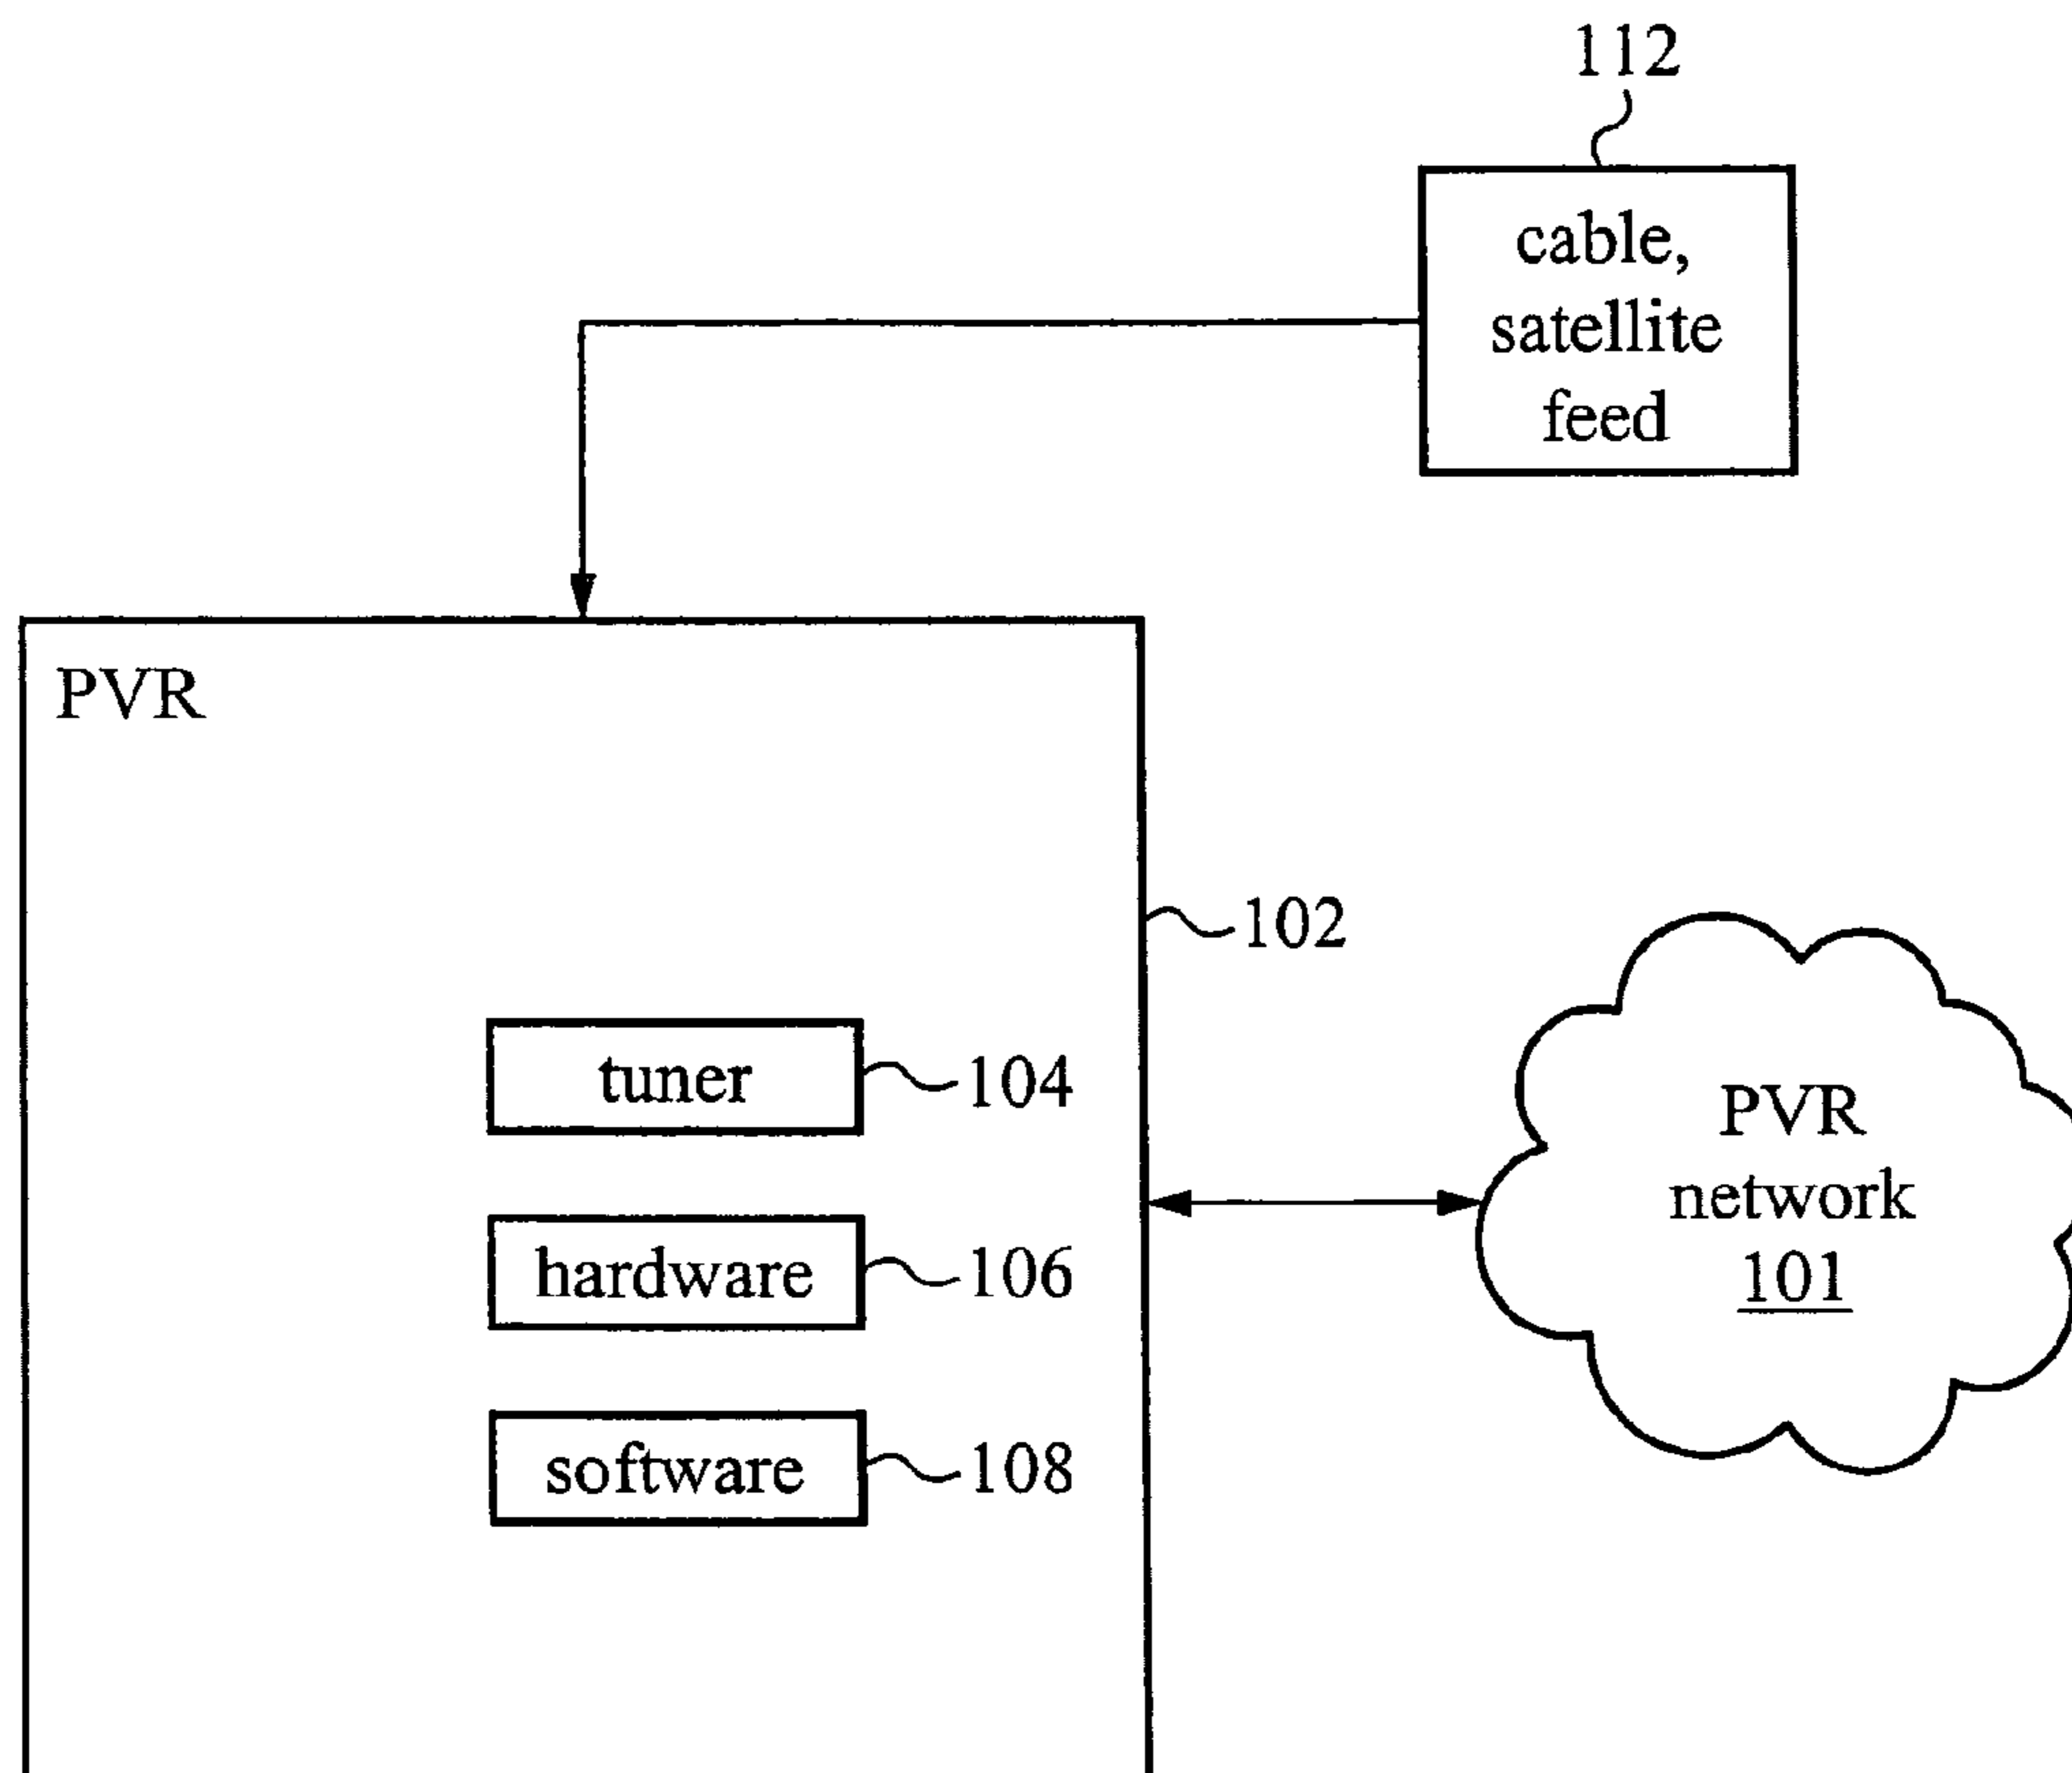 112
cable,
satellite
feed
PVR
102
tuner
104
hardware
106
software
108
PVR
network
101